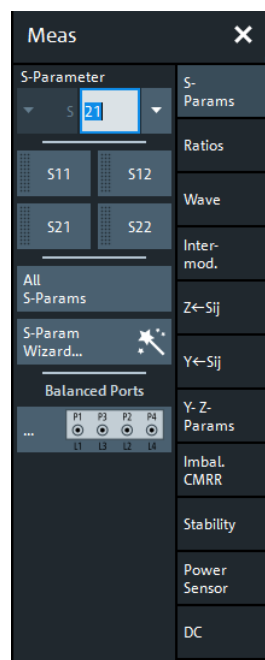 Meas
S-Parameter
S 21
S11 S12
S21 S22
All
S-Params
S-Param
Wizard...
Balanced Ports
... P1 P3 P2 P4
L1 L3 L2 L4
S-
Params
Ratios
Wave
Inter-
mod.
Z←Sij
Y←Sij
Y- Z-
Params
Imbal.
CMRR
Stability
Power
Sensor
DC